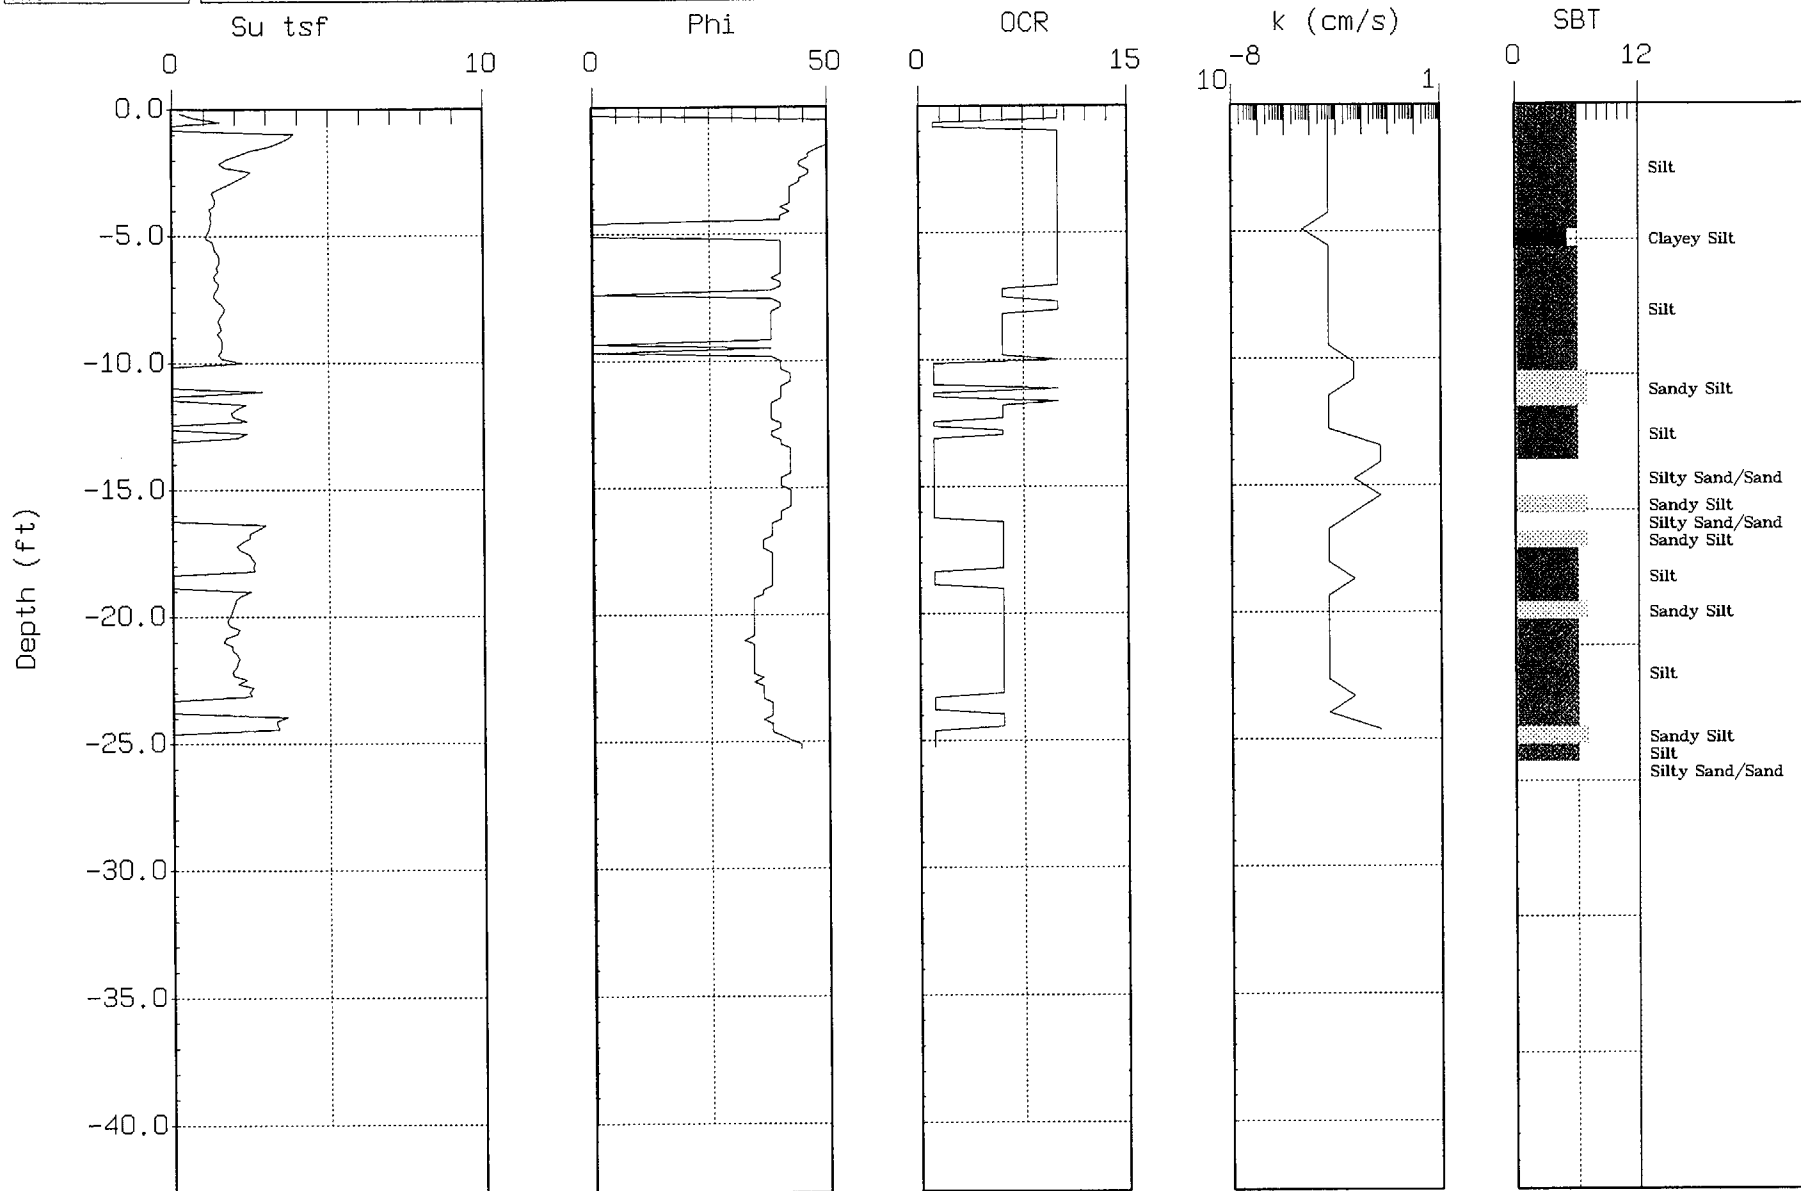 Su tsf
Phi
OCR
k (cm/s)
SBT
0 10
0 50
0 15
10 -8 1
0 12
Depth (ft)
0.0
-5.0
-10.0
-15.0
-20.0
-25.0
-30.0
-35.0
-40.0
Silt
Clayey Silt
Silt
Sandy Silt
Silt
Silty Sand/Sand
Sandy Silt
Silty Sand/Sand
Sandy Silt
Silt
Sandy Silt
Silt
Sandy Silt
Silt
Silty Sand/Sand